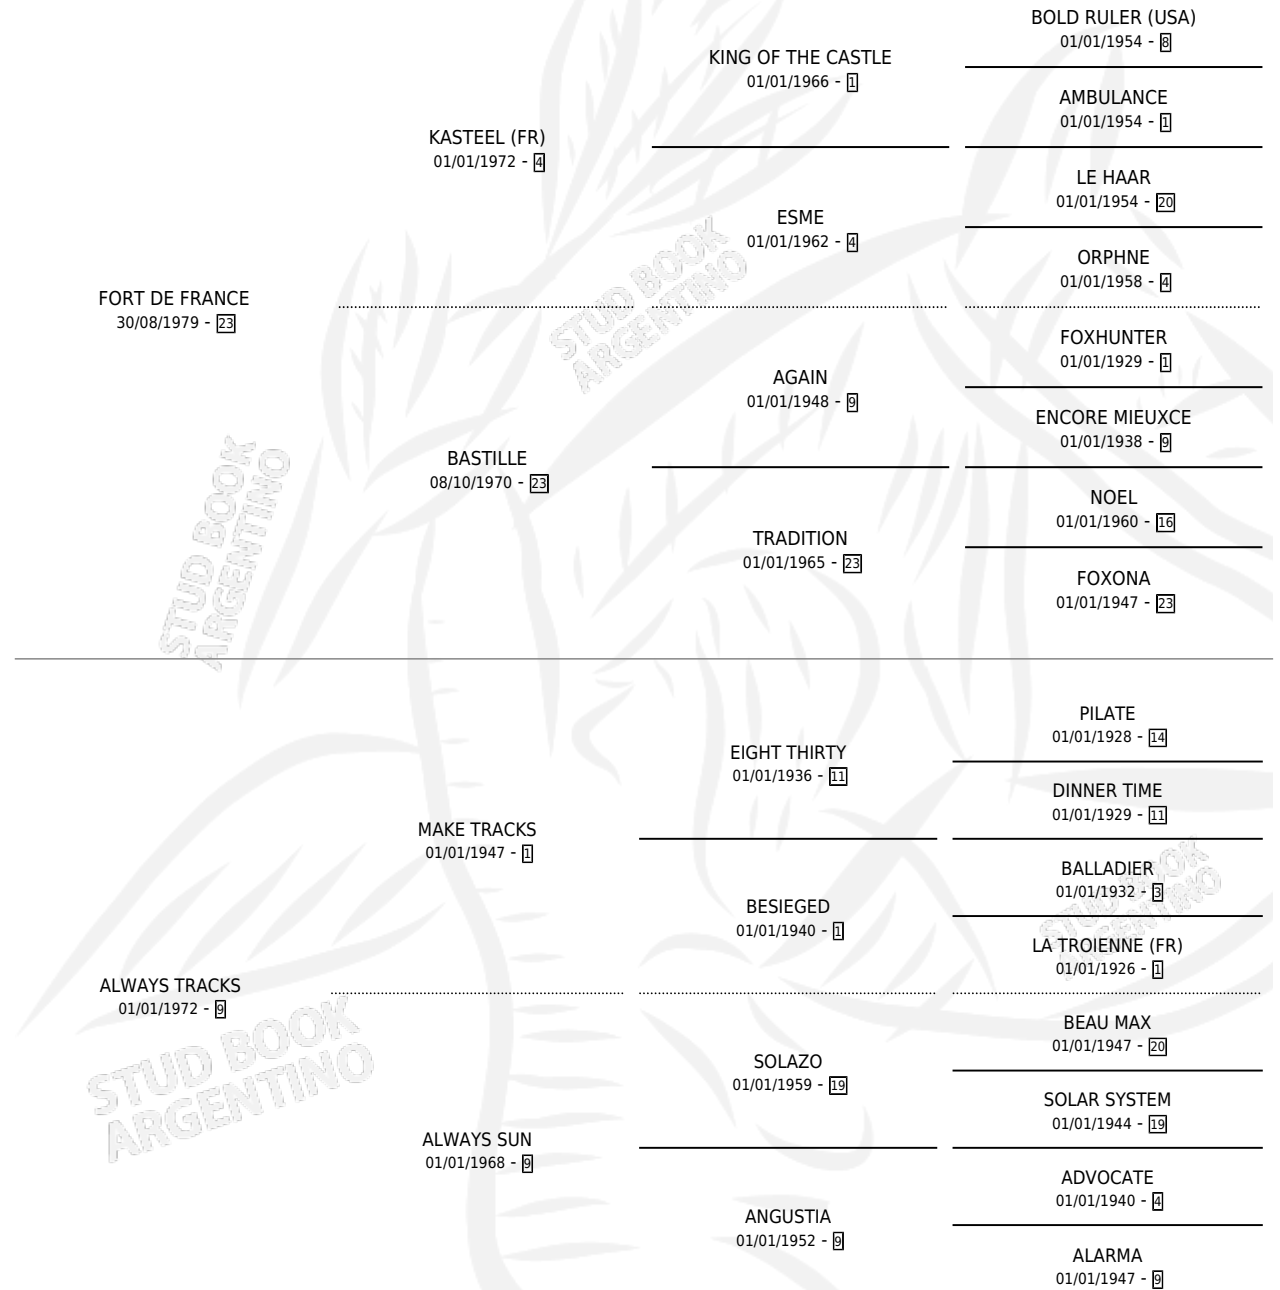 BOLD RULER (USA)
01/01/1954 - 8
KING OF THE CASTLE
01/01/1966 - 1
AMBULANCE
01/01/1954 - 1
KASTEEL (FR)
01/01/1972 - 4
LE HAAR
01/01/1954 - 20
ESME
01/01/1962 - 4
ORPHNE
01/01/1958 - 4
FORT DE FRANCE
30/08/1979 - 23
FOXHUNTER
01/01/1929 - 1
AGAIN
01/01/1948 - 9
ENCORE MIEUXCE
01/01/1938 - 9
BASTILLE
08/10/1970 - 23
NOEL
01/01/1960 - 16
TRADITION
01/01/1965 - 23
FOXONA
01/01/1947 - 23
PILATE
01/01/1928 - 14
EIGHT THIRTY
01/01/1936 - 11
DINNER TIME
01/01/1929 - 11
MAKE TRACKS
01/01/1947 - 1
BALLADIER
01/01/1932 - 3
BESIEGED
01/01/1940 - 1
LA TROIENNE (FR)
01/01/1926 - 1
ALWAYS TRACKS
01/01/1972 - 9
BEAU MAX
01/01/1947 - 20
SOLAZO
01/01/1959 - 19
SOLAR SYSTEM
01/01/1944 - 19
ALWAYS SUN
01/01/1968 - 9
ADVOCATE
01/01/1940 - 4
ANGUSTIA
01/01/1952 - 9
ALARMA
01/01/1947 - 9
STUD BOOK
ARGENTINO
STUD BOOK
ARGENTINO
STUD BOOK
ARGENTINO
STUD BOOK
ARGENTINO